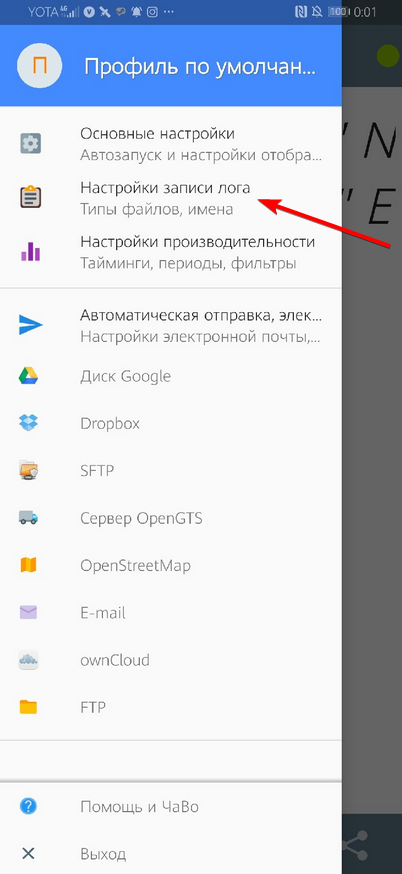 YOTA 4G 100 0:01
П Профиль по умолчан...
Основные настройки
Автозапуск и настройки отобра...
Настройки записи лога
Типы файлов, имена
Настройки производительности
Тайминги, периоды, фильтры
Автоматическая отправка, элек...
Настройки электронной почты,...
Диск Google
Dropbox
SFTP
Сервер OpenGTS
OpenStreetMap
E-mail
ownCloud
FTP
Помощь и ЧаВо
Выход
" N
" E